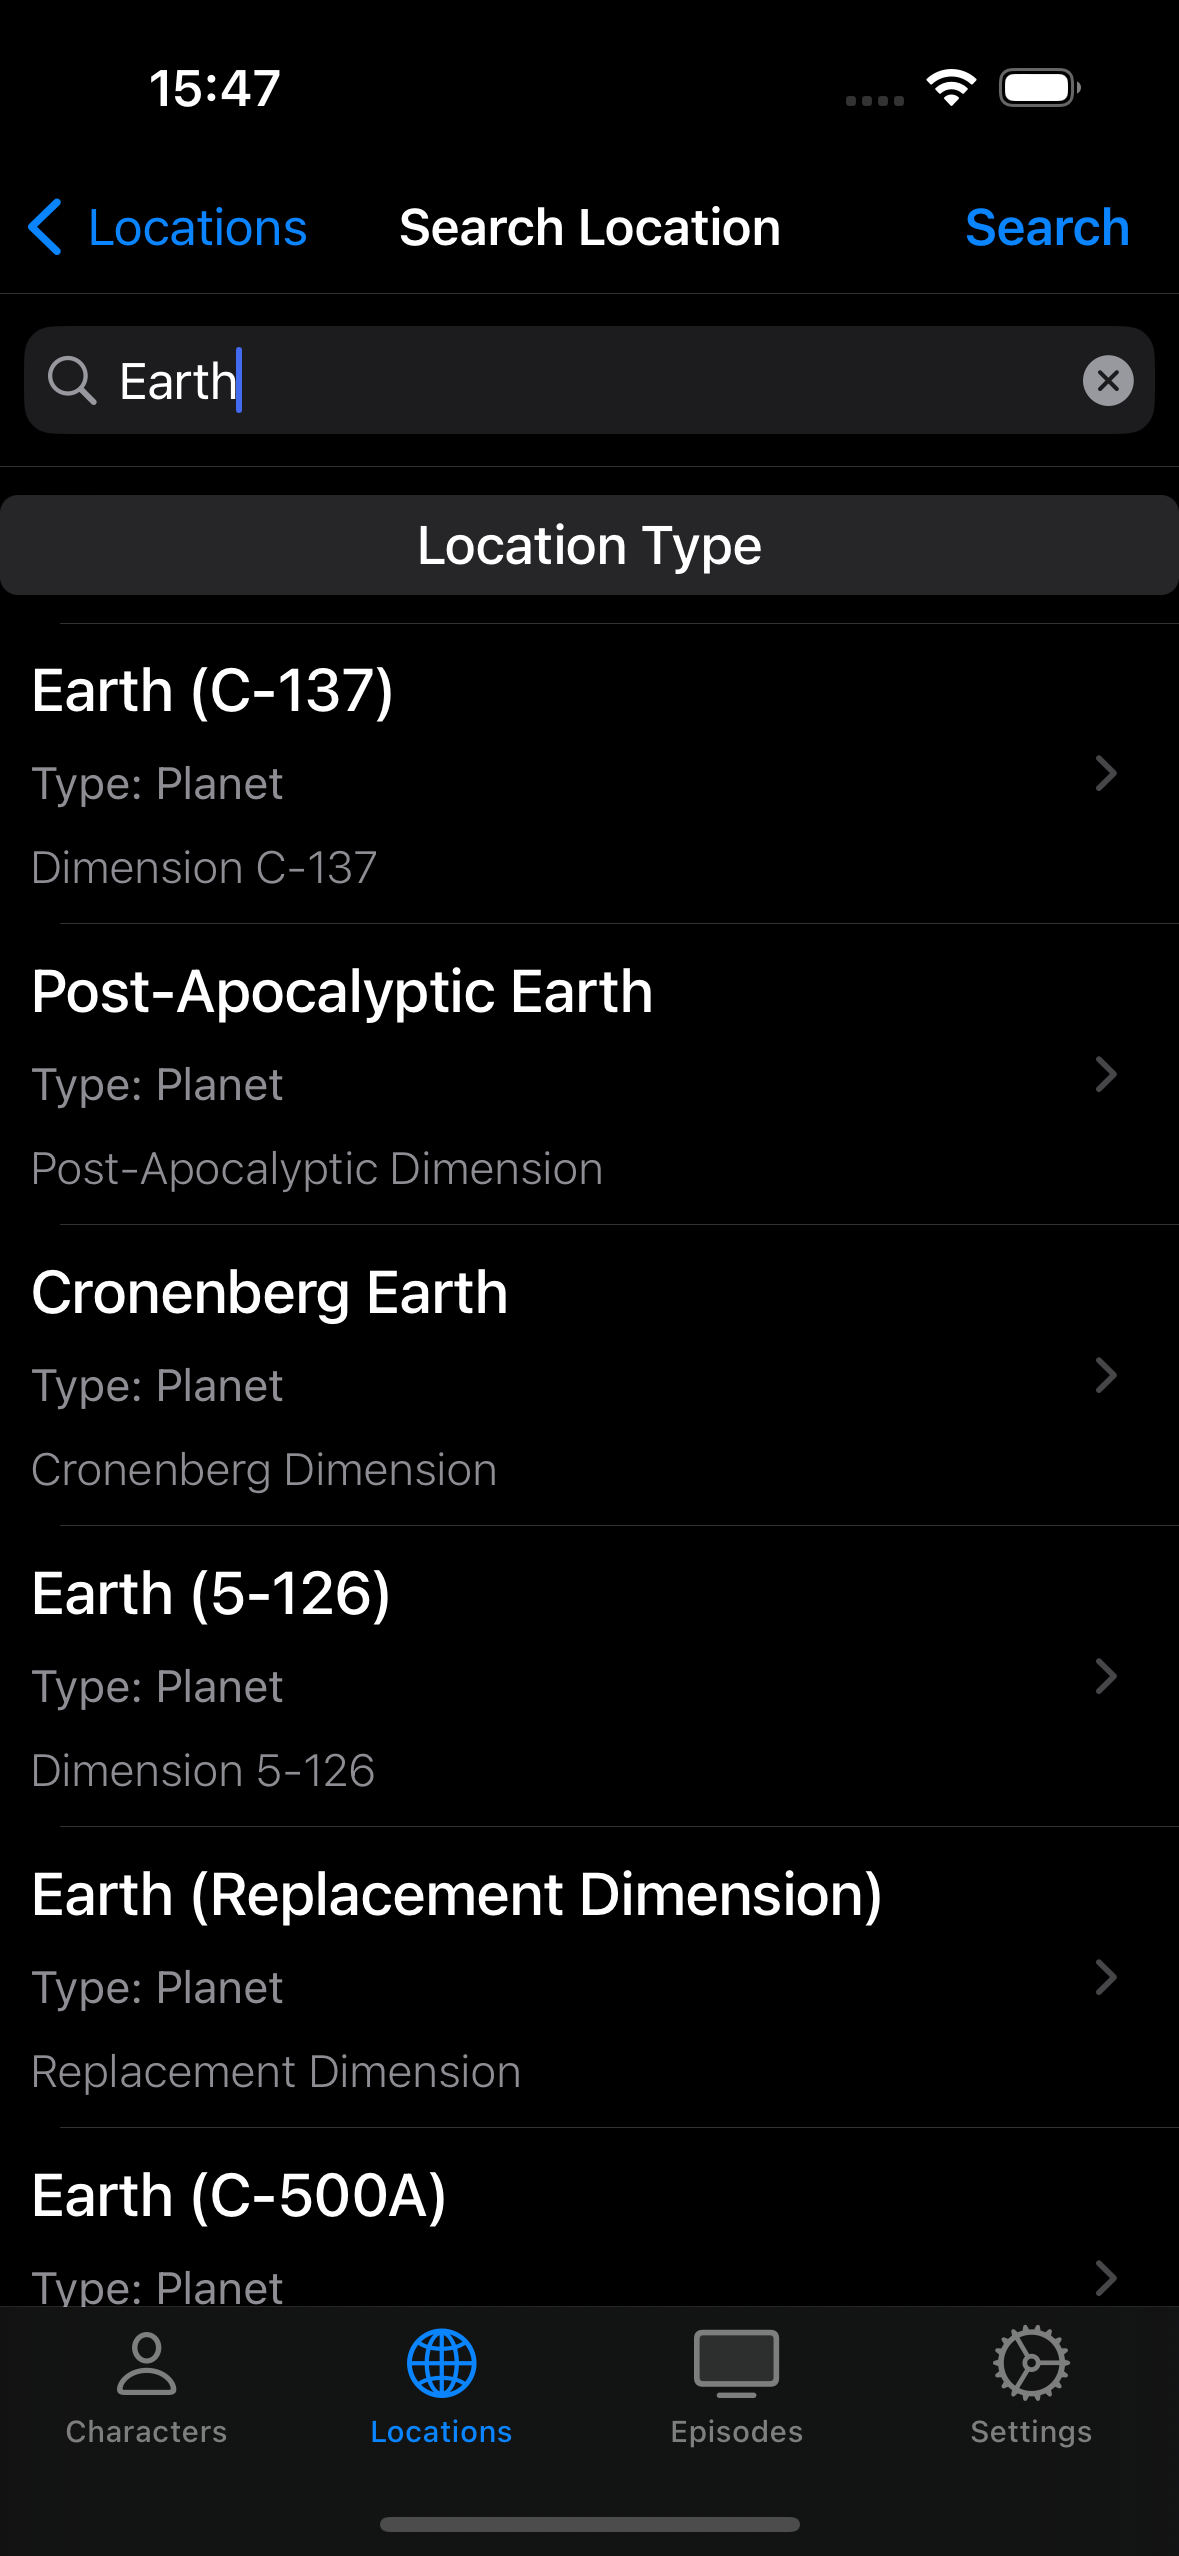 15:47
Locations Search Location Search
Earth
Location Type
Earth (C-137)
Type: Planet
Dimension C-137
Post-Apocalyptic Earth
Type: Planet
Post-Apocalyptic Dimension
Cronenberg Earth
Type: Planet
Cronenberg Dimension
Earth (5-126)
Type: Planet
Dimension 5-126
Earth (Replacement Dimension)
Type: Planet
Replacement Dimension
Earth (C-500A)
Type: Planet
Characters Locations Episodes Settings